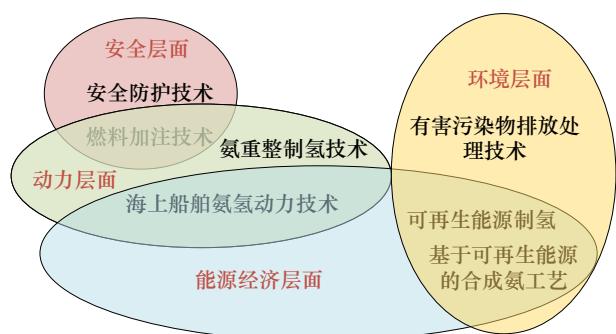 安全层面
安全防护技术
燃料加注技术
氨重整制氢技术
动力层面
海上船舶氨氢动力技术
能源经济层面
环境层面
有害污染物排放处
理技术
可再生能源制氢
基于可再生能源
的合成氨工艺